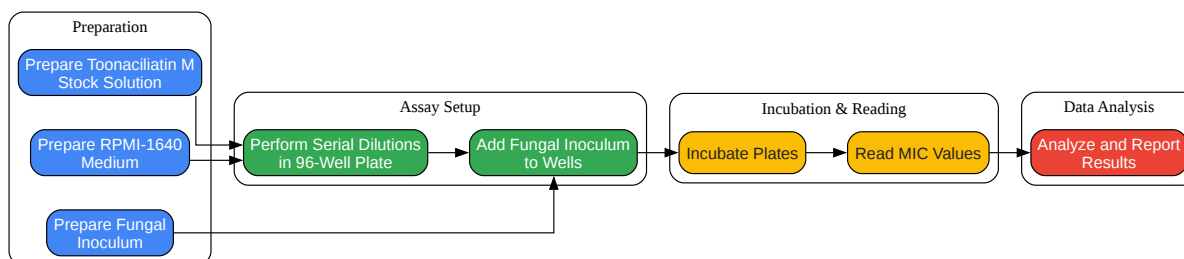 Preparation
Prepare Toonaciliatin M
Stock Solution
Prepare RPMI-1640
Medium
Prepare Fungal
Inoculum
Assay Setup
Perform Serial Dilutions
in 96-Well Plate
Add Fungal Inoculum
to Wells
Incubation & Reading
Incubate Plates
Read MIC Values
Data Analysis
Analyze and Report
Results